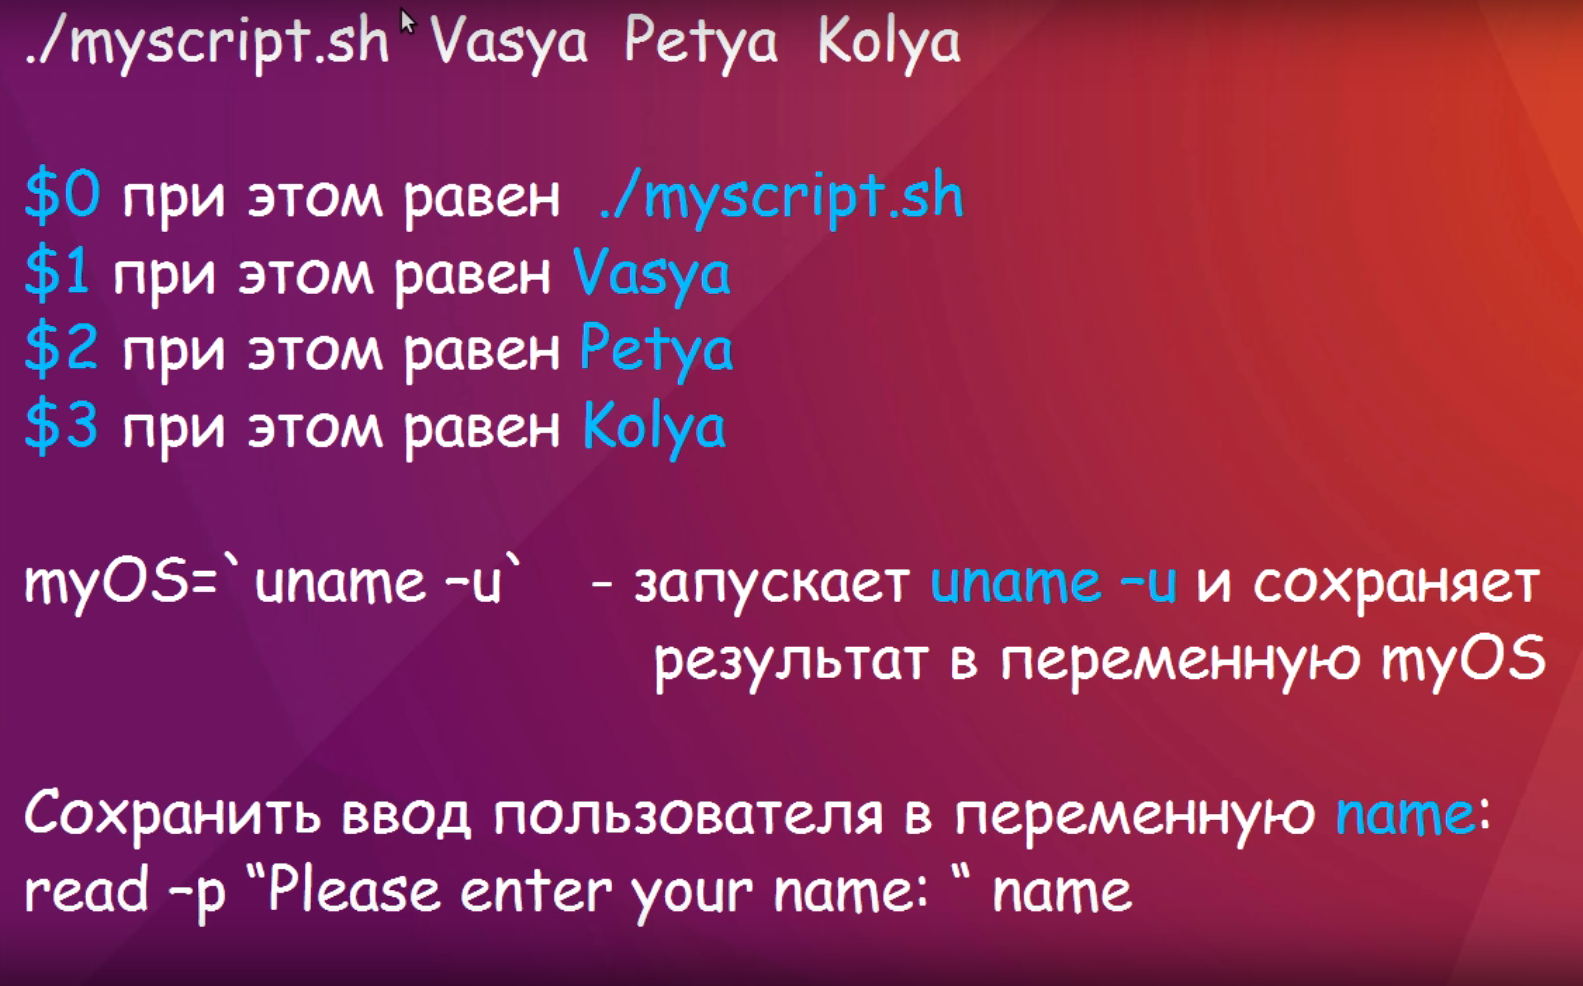 ./myscript.sh Vasya Petya Kolya
$0 при этом равен ./myscript.sh
$1 при этом равен Vasya
$2 при этом равен Petya
$3 при этом равен Kolya
myOS=`uname –u` - запускает uname –u и сохраняет
результат в переменную myOS
Сохранить ввод пользователя в переменную name:
read –p “Please enter your name: “ name